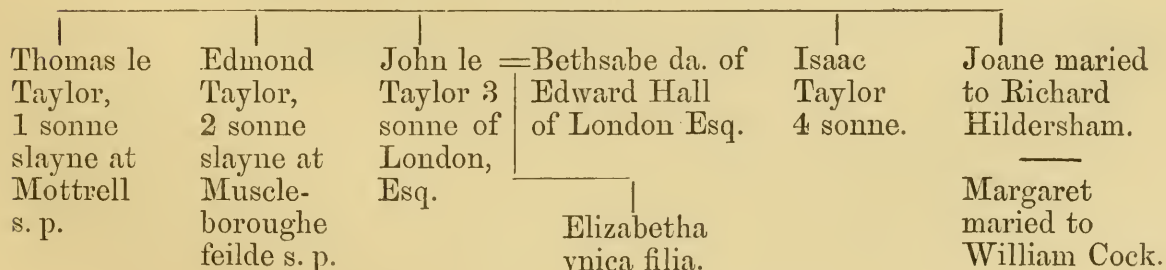 Thomas le
Taylor,
1 sonne
slayne at
Mottrell
s. p.
Edmond
Taylor,
2 sonne
slayne at
Muscle-
boroughe
feilde s. p.
John le
Taylor 3
sonne of
London,
Esq.
=Bethsabe da. of
Edward Hall
of London Esq.
Elizabetha
vnica filia.
Isaac
Taylor
4 sonne.
Joane maried
to Richard
Hildersham.
Margaret
maried to
William Cock.